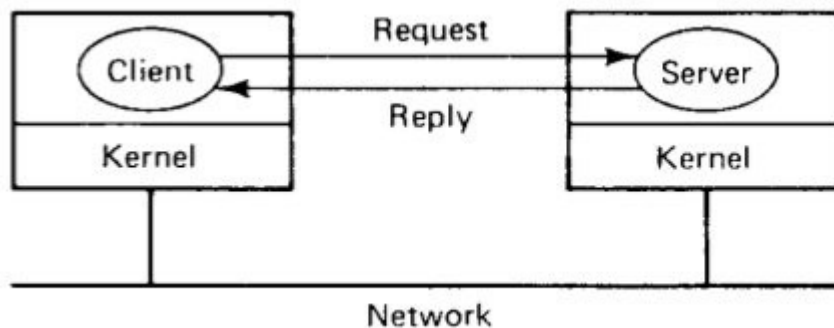 Request
Client
Server
Reply
Kernel
Kernel
Network